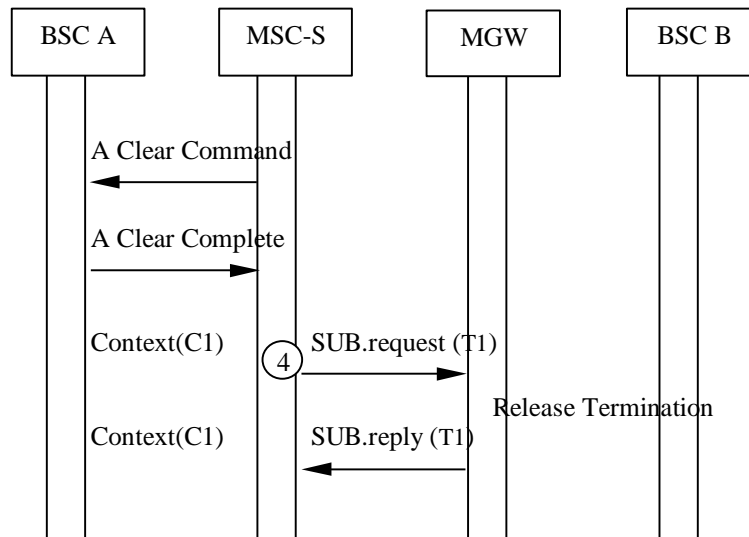 BSC A MSC-S MGW BSC B
A Clear Command
A Clear Complete
Context(C1) 4 SUB.request (T1)
Release Termination
Context(C1) SUB.reply (T1)